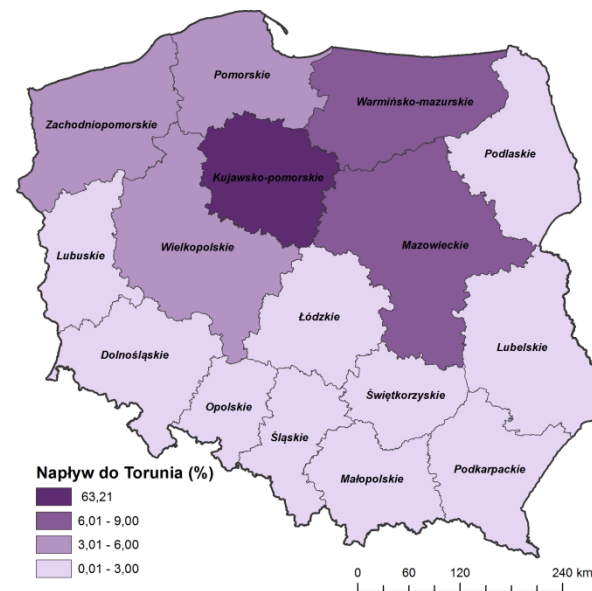 Pomorskie
Warmińsko-mazurskie
Zachodniopomorskie
Podlaskie
Kujawsko-pomorskie
Wielkopolskie
Mazowieckie
Lubuskie
Łódzkie
Lubelskie
Dolnośląskie
Świętkorzyskie
Opolskie
Śląskie
Małopolskie
Podkarpackie
Napływ do Torunia (%)
63,21
6,01 - 9,00
3,01 - 6,00
0,01 - 3,00
0 60 120 240 km